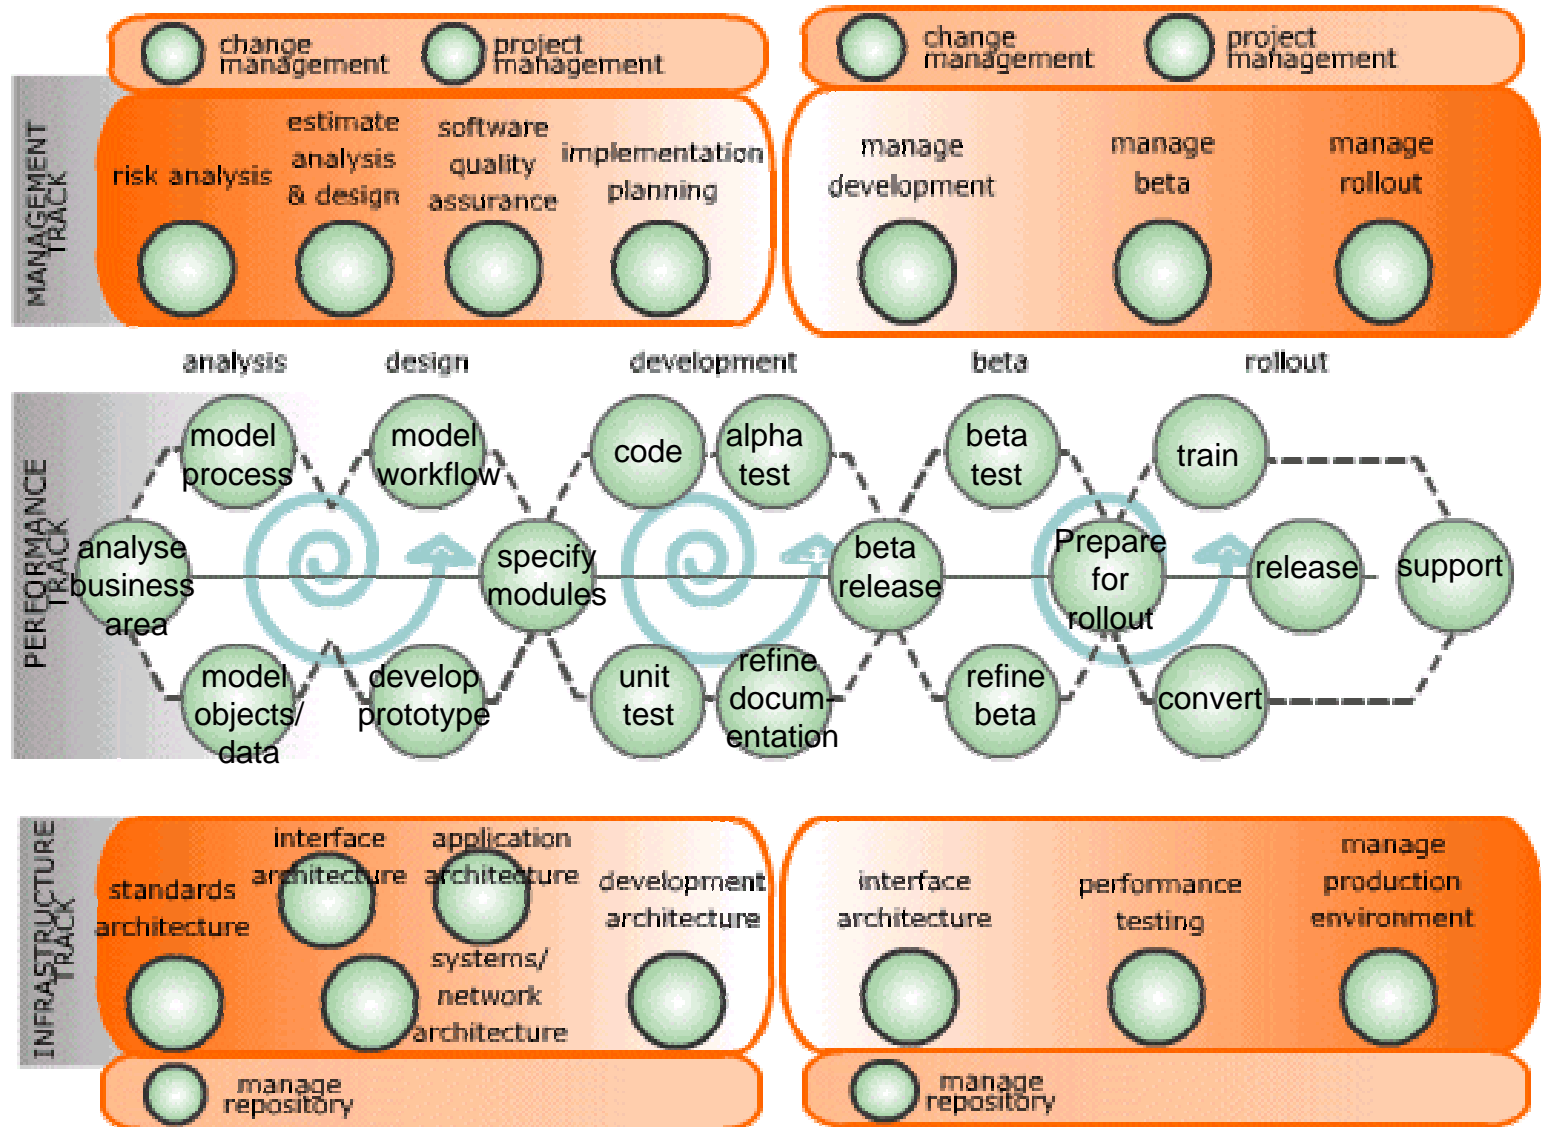 change
management
project
management
change
management
project
management
MANAGEMENT
TRACK
risk analysis
estimate
analysis
& design
software
quality
assurance
implementation
planning
manage
development
manage
beta
manage
rollout
analysis
design
development
beta
rollout
PERFORMANCE
TRACK
analyse
business
area
model
process
model
objects/
data
model
workflow
develop
prototype
specify
modules
code
alpha
test
unit
test
refine
docum-
entation
beta
release
beta
test
refine
beta
Prepare
for
rollout
train
release
convert
support
INFRASTRUCTURE
TRACK
standards
architecture
interface
architecture
application
architecture
systems/
network
architecture
development
architecture
interface
architecture
performance
testing
manage
production
environment
manage
repository
manage
repository